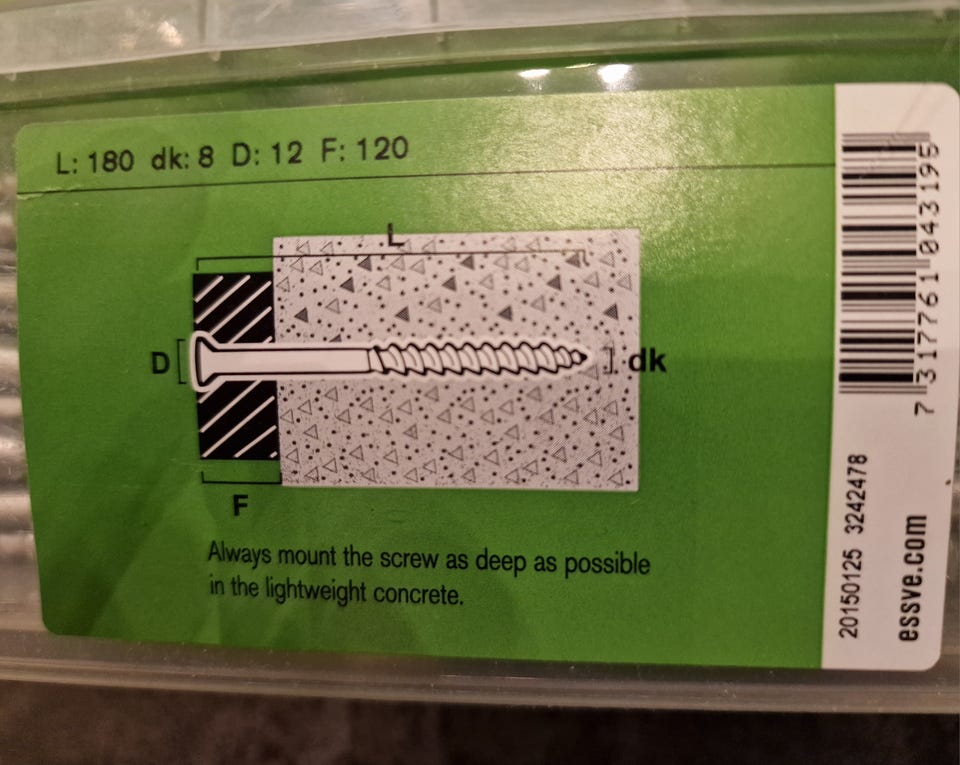 L: 180 dk: 8 D: 12 F: 120
L
D
dk
F
Always mount the screw as deep as possible
in the lightweight concrete.
7 317761 043195
20150125 3242478
essve.com